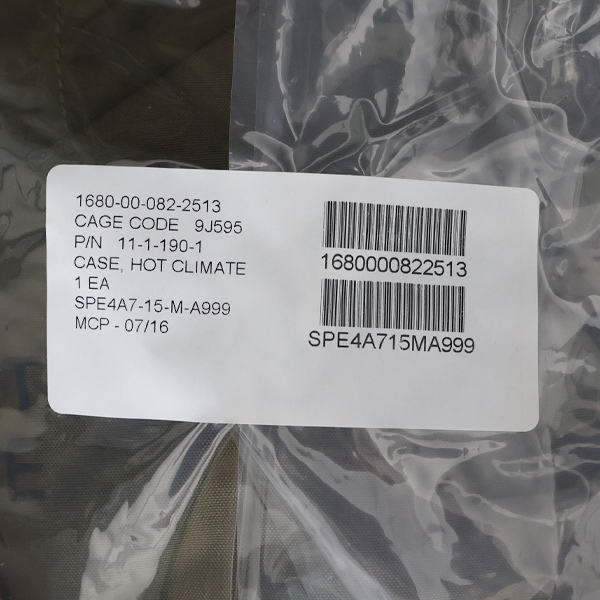 1680-00-082-2513
CAGE CODE 9J595
P/N 11-1-190-1
CASE, HOT CLIMATE
1 EA
SPE4A7-15-M-A999
MCP - 07/16
1680000822513
SPE4A715MA999